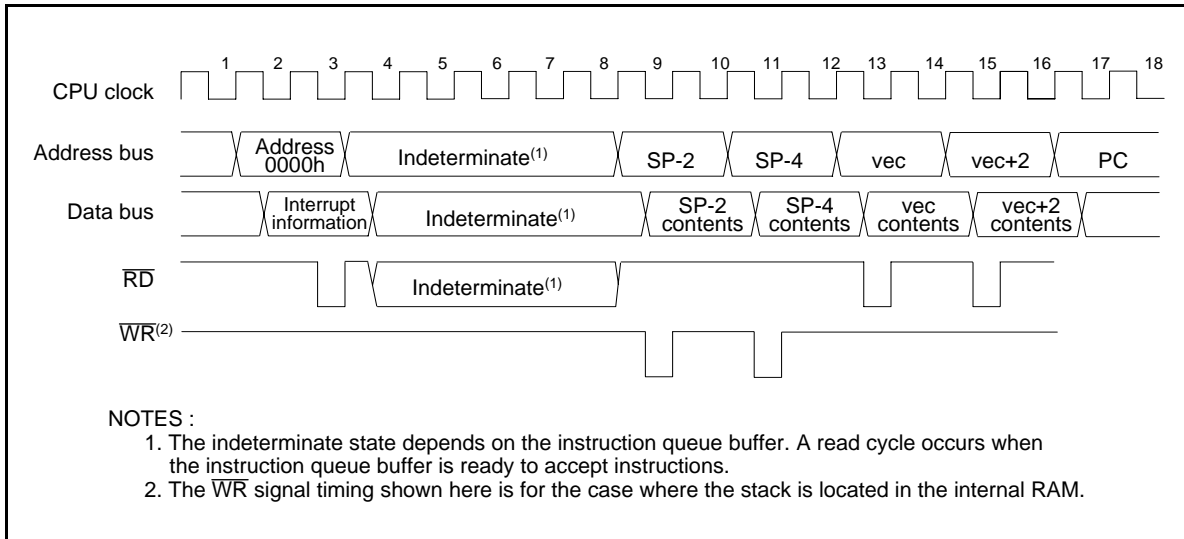 1 2 3 4 5 6 7 8 9 10 11 12 13 14 15 16 17 18
CPU clock
Address bus
Address
0000h
Indeterminate(1)
SP-2
SP-4
vec
vec+2
PC
Data bus
Interrupt
information
Indeterminate(1)
SP-2
contents
SP-4
contents
vec
contents
vec+2
contents
RD
Indeterminate(1)
WR(2)
NOTES :
1. The indeterminate state depends on the instruction queue buffer. A read cycle occurs when
the instruction queue buffer is ready to accept instructions.
2. The WR signal timing shown here is for the case where the stack is located in the internal RAM.